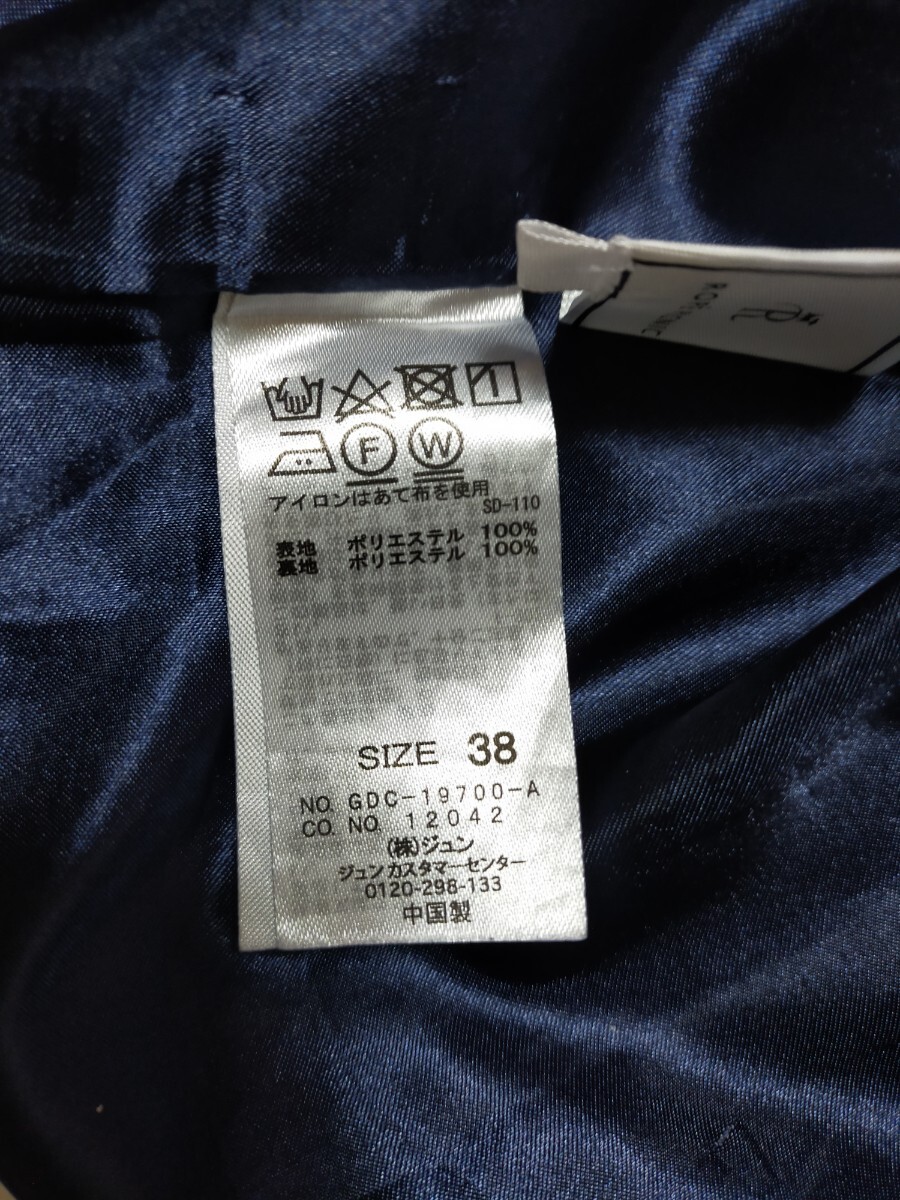 F W
アイロンはあて布を使用
SD-110
表地 ポリエステル 100%
裏地 ポリエステル 100%
SIZE 38
NO. GDC-19700-A
CO. NO. 12042
(株)ジュン
ジュンカスタマーセンター
0120-298-133
中国製